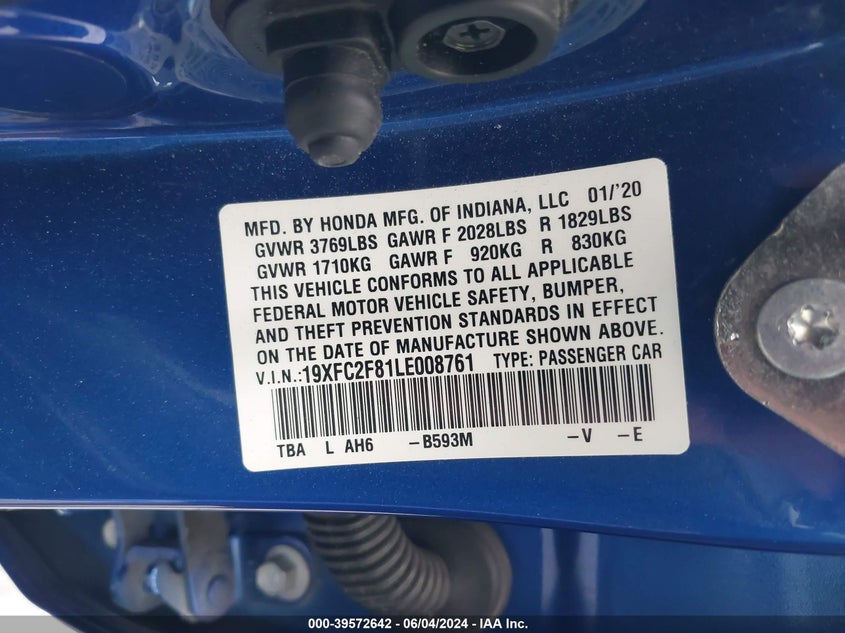 MFD. BY HONDA MFG. OF INDIANA, LLC 01/'20
GVWR 3769LBS GAWR F 2028LBS R 1829LBS
GVWR 1710KG GAWR F 920KG R 830KG
THIS VEHICLE CONFORMS TO ALL APPLICABLE
FEDERAL MOTOR VEHICLE SAFETY, BUMPER,
AND THEFT PREVENTION STANDARDS IN EFFECT
ON THE DATE OF MANUFACTURE SHOWN ABOVE.
V.I.N.:19XFC2F81LE008761 TYPE: PASSENGER CAR
TBA L AH6 -B593M -V -E
000-39572642 | 06/04/2024 - IAA Inc.